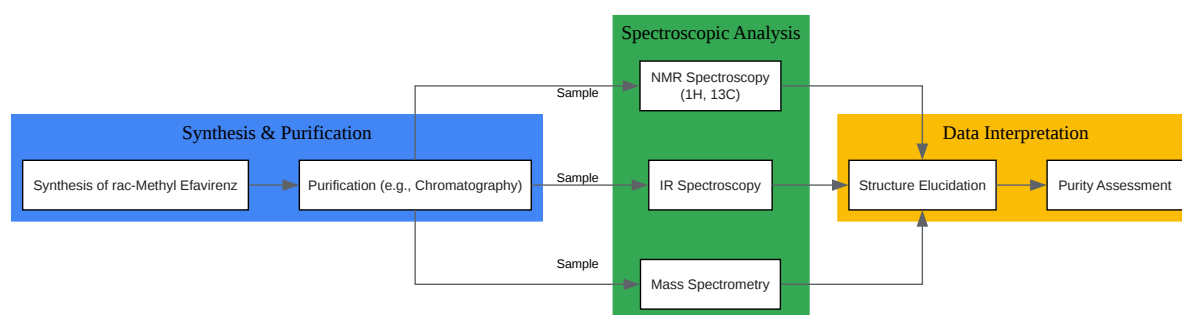 Synthesis & Purification
Synthesis of rac-Methyl Efavirenz
Purification (e.g., Chromatography)
Sample
Sample
Sample
Spectroscopic Analysis
NMR Spectroscopy
(1H, 13C)
IR Spectroscopy
Mass Spectrometry
Data Interpretation
Structure Elucidation
Purity Assessment